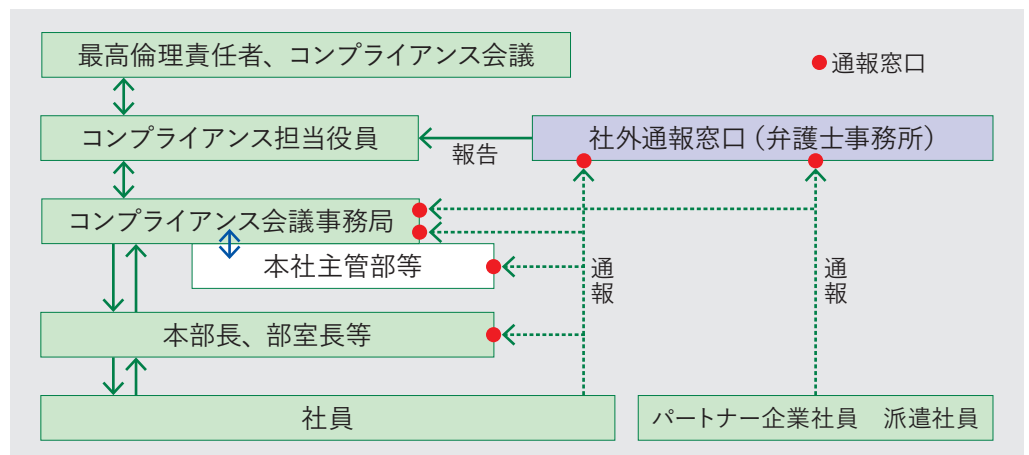 最高倫理責任者、コンプライアンス会議
通報窓口
コンプライアンス担当役員
報告
社外通報窓口（弁護士事務所）
コンプライアンス会議事務局
本社主管部等
通報
通報
本部長、部室長等
社員
パートナー企業社員　派遣社員